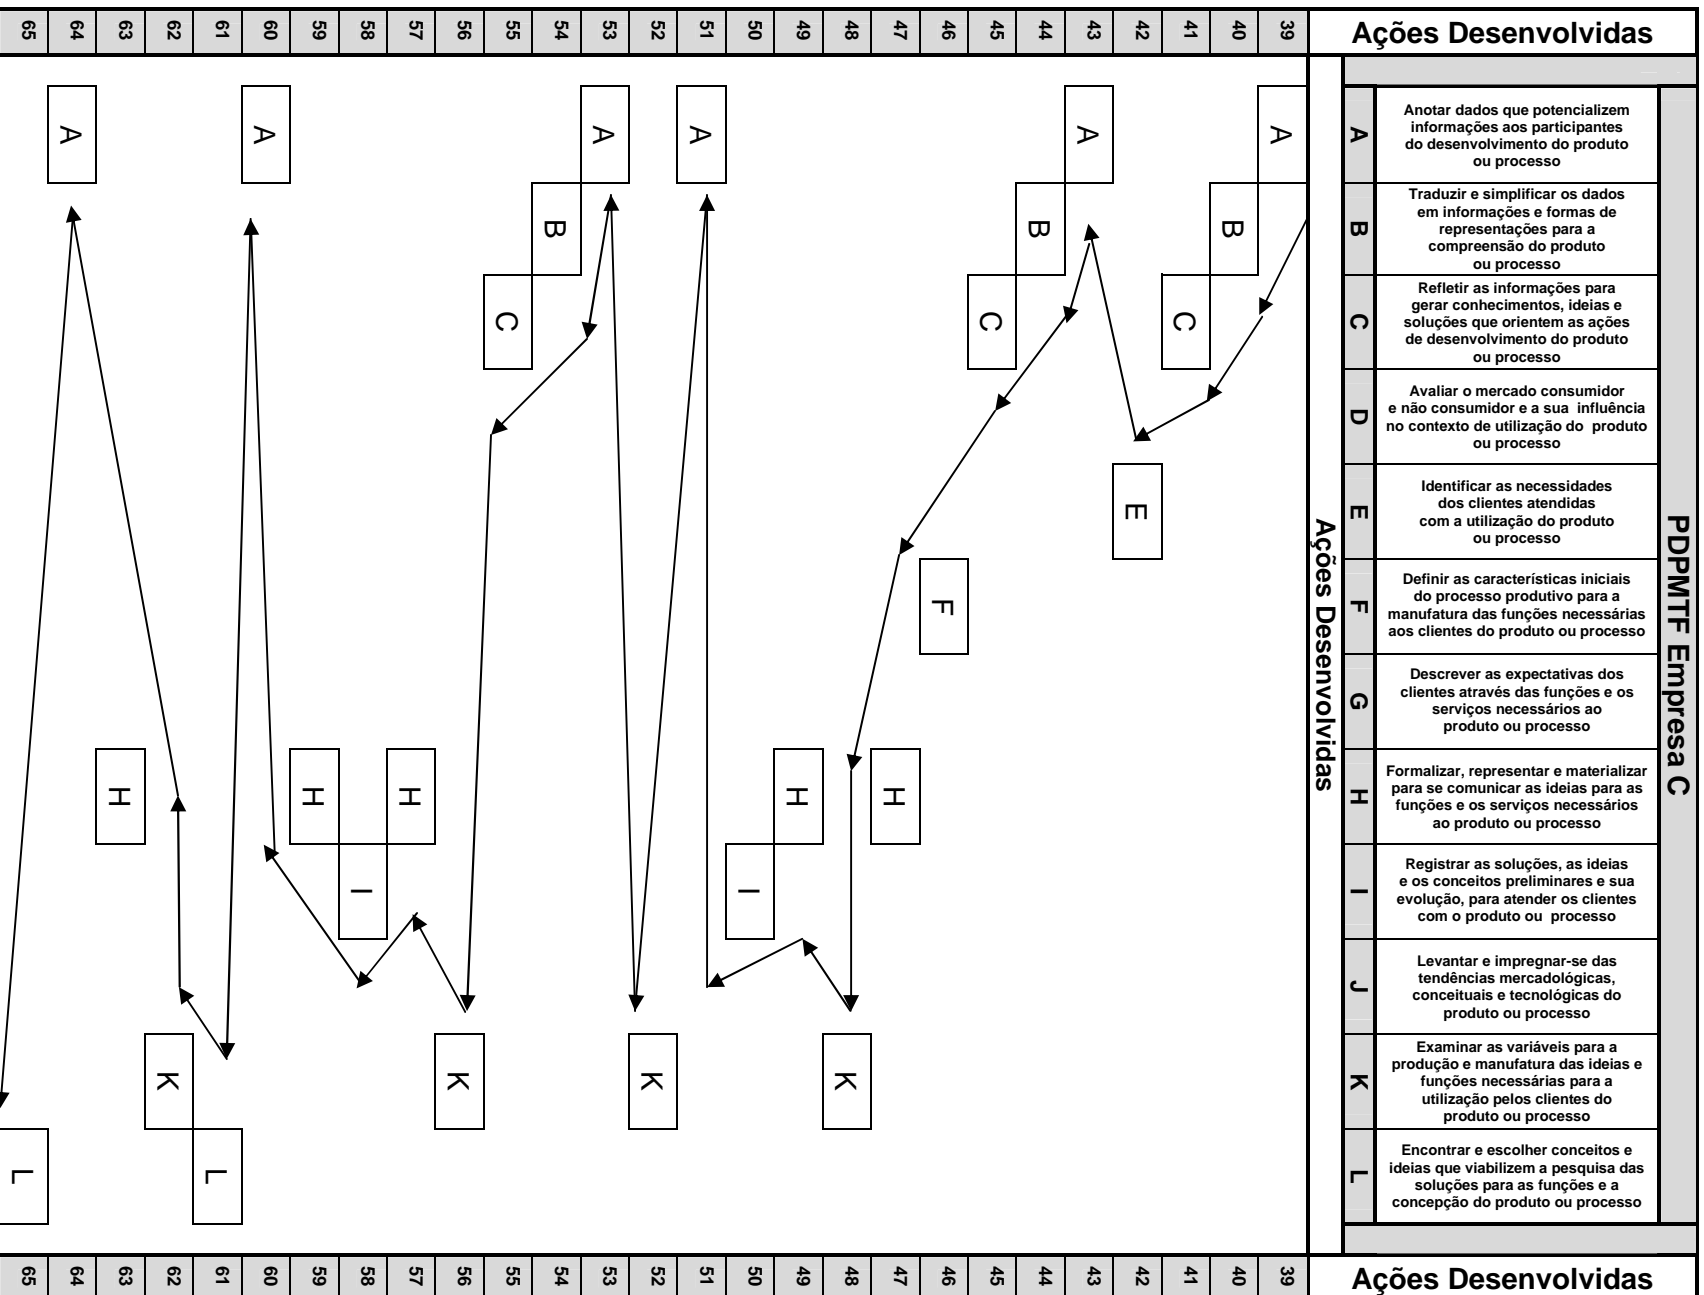 65 64 63 62 61 60 59 58 57 56 55 54 53 52 51 50 49 48 47 46 45 44 43 42 41 40 39 Ações Desenvolvidas
PDPMTF Empresa C
Ações Desenvolvidas
A
Anotar dados que potencializem
informações aos participantes
do desenvolvimento do produto
ou processo
B
Traduzir e simplificar os dados
em informações e formas de
representações para a
compreensão do produto
ou processo
C
Refletir as informações para
gerar conhecimentos, ideias e
soluções que orientem as ações
de desenvolvimento do produto
ou processo
D
Avaliar o mercado consumidor
e não consumidor e a sua influência
no contexto de utilização do produto
ou processo
E
Identificar as necessidades
dos clientes atendidas
com a utilização do produto
ou processo
F
Definir as características iniciais
do processo produtivo para a
manufatura das funções necessárias
aos clientes do produto ou processo
G
Descrever as expectativas dos
clientes através das funções e os
serviços necessários ao
produto ou processo
H
Formalizar, representar e materializar
para se comunicar as ideias para as
funções e os serviços necessários
ao produto ou processo
I
Registrar as soluções, as ideias
e os conceitos preliminares e sua
evolução, para atender os clientes
com o produto ou processo
J
Levantar e impregnar-se das
tendências mercadológicas,
conceituais e tecnológicas do
produto ou processo
K
Examinar as variáveis para a
produção e manufatura das ideias e
funções necessárias para a
utilização pelos clientes do
produto ou processo
L
Encontrar e escolher conceitos e
ideias que viabilizem a pesquisa das
soluções para as funções e a
concepção do produto ou processo
A A A A A A
B B B
C C C
E
F
H H H H H
I I
K K K K
L L
65 64 63 62 61 60 59 58 57 56 55 54 53 52 51 50 49 48 47 46 45 44 43 42 41 40 39 Ações Desenvolvidas